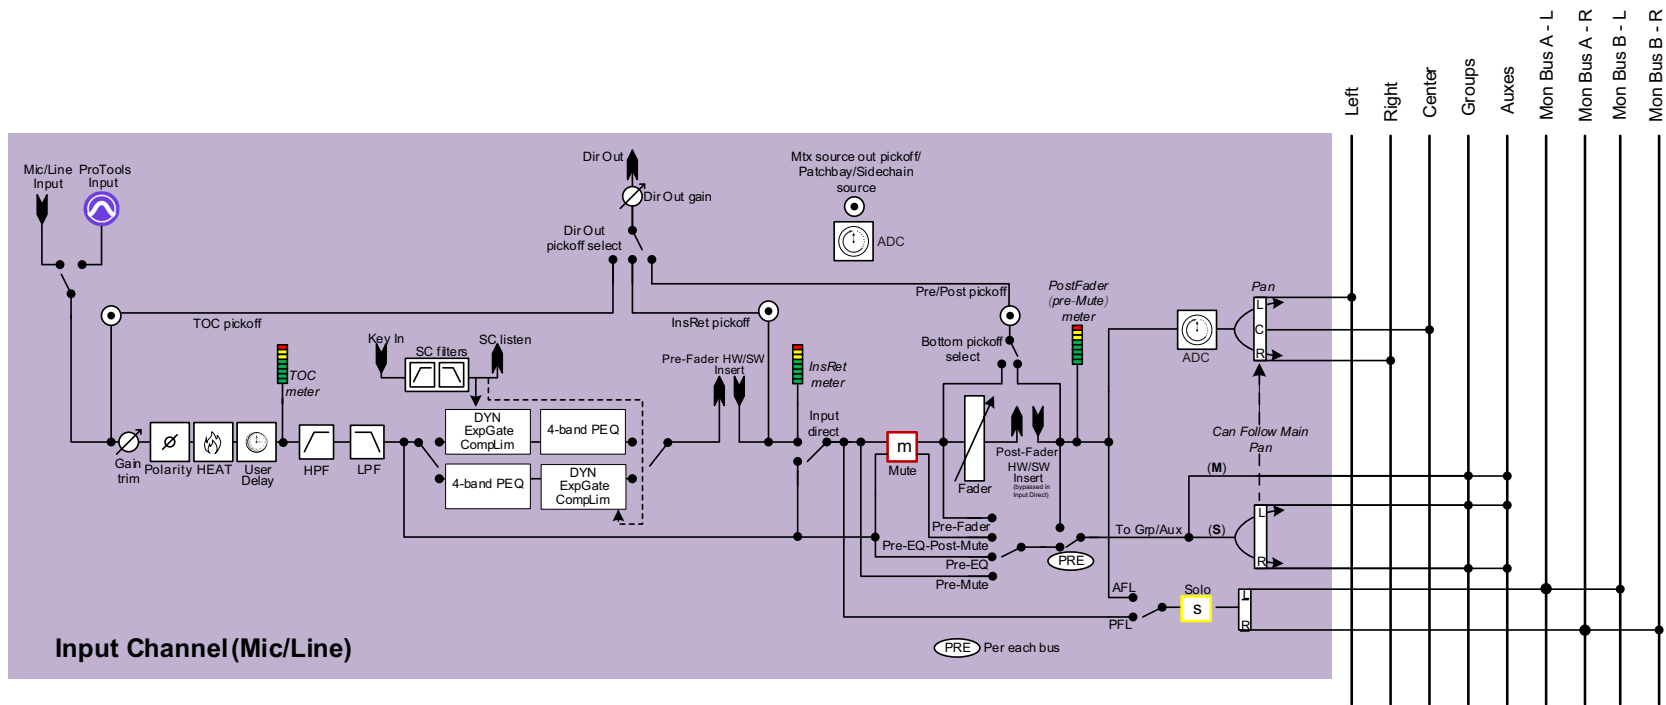 Left
Right
Center
Groups
Auxes
Mon Bus A - L
Mon Bus A - R
Mon Bus B - L
Mon Bus B - R
Mic/Line
Input
ProTools
Input
Dir Out
Dir Out gain
Dir Out
pickoff select
Mtx source out pickoff/
Patchbay/Sidechain
source
ADC
TOC pickoff
InsRet pickoff
Pre/Post pickoff
PostFader
(pre-Mute)
meter
Pan
L
C
R
ADC
Key In
SC filters
SC listen
TOC
meter
Pre-Fader HW/SW
Insert
InsRet
meter
Bottom pickoff
select
Input
direct
DYN
ExpGate
CompLim
4-band PEQ
4-band PEQ
DYN
ExpGate
CompLim
Gain
trim
Polarity
HEAT
User
Delay
HPF
LPF
m
Mute
Fader
Post-Fader
HW/SW
Insert
(bypassed in
Input Direct)
Can Follow Main
Pan
(M)
Pre-Fader
Pre-EQ-Post-Mute
Pre-EQ
Pre-Mute
PRE
To Grp/Aux
(S)
L
R
AFL
PFL
Solo
s
L
R
Input Channel (Mic/Line)
PRE
Per each bus